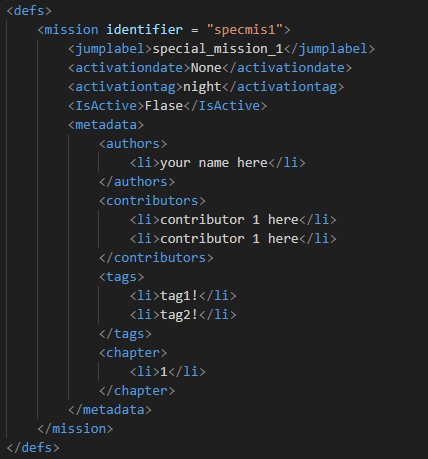 <defs>
<mission identifier = "specmis1">
<jumplabel>special_mission_1</jumplabel>
<activationdate>None</activationdate>
<activationtag>night</activationtag>
<IsActive>Flase</IsActive>
<metadata>
<authors>
<li>your name here</li>
</authors>
<contributors>
<li>contributor 1 here</li>
<li>contributor 1 here</li>
</contributors>
<tags>
<li>tag1!</li>
<li>tag2!</li>
</tags>
<chapter>
<li>1</li>
</chapter>
</metadata>
</mission>
</defs>